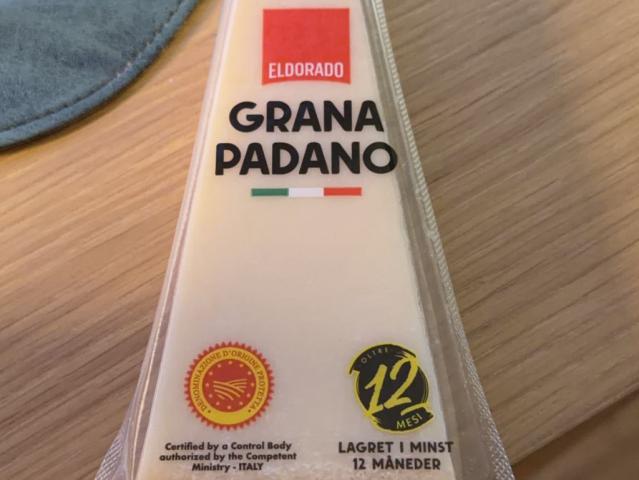 ELDORADO
GRANA
PADANO
DENOMINAZIONE D'ORIGINE PROTETTA
OLTRE
12
MESI
Certified by a Control Body
authorized by the Competent
Ministry - ITALY
LAGRET I MINST
12 MÅNEDER